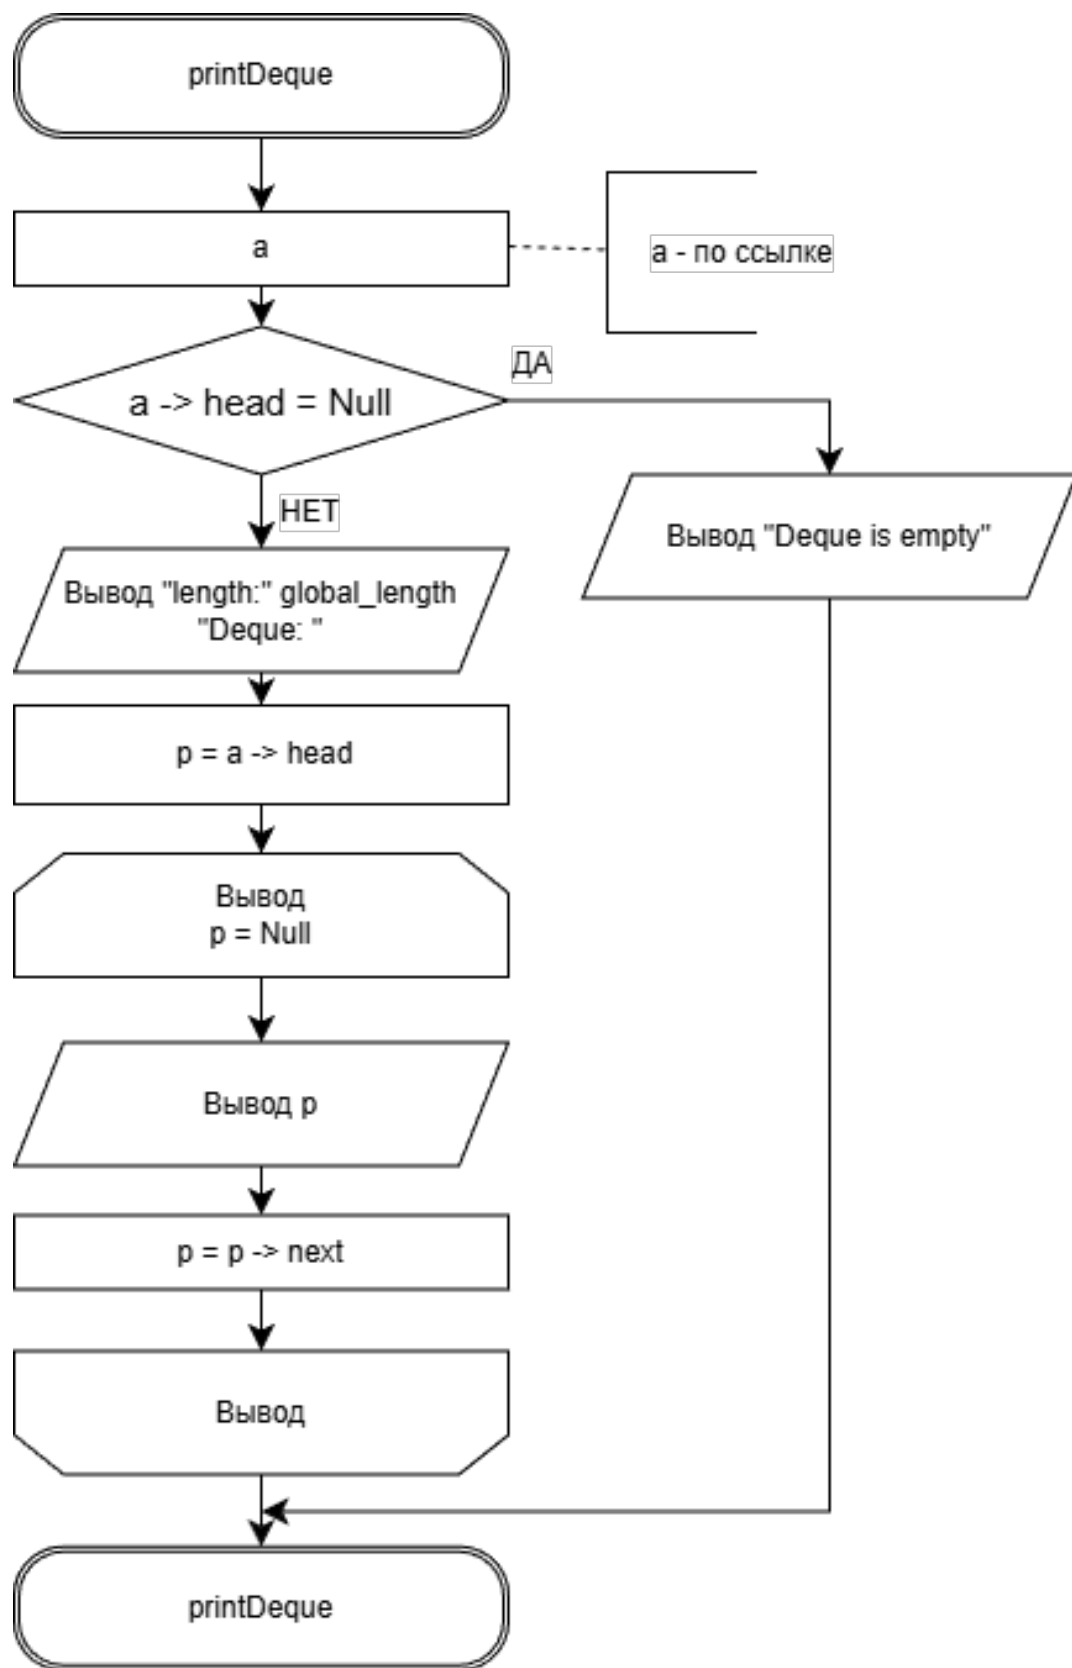 printDeque
a
a - по ссылке
a -> head = Null
ДА
НЕТ
Вывод "Deque is empty"
Вывод "length:" global_length
"Deque: "
p = a -> head
Вывод
p = Null
Вывод p
p = p -> next
Вывод
printDeque